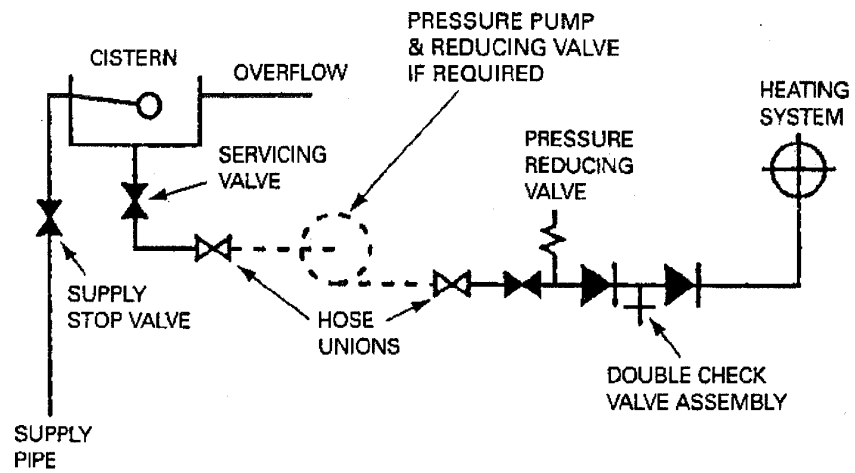 PRESSURE PUMP
& REDUCING VALVE
IF REQUIRED
CISTERN
OVERFLOW
HEATING
SYSTEM
PRESSURE
REDUCING
VALVE
SERVICING
VALVE
SUPPLY
STOP VALVE
HOSE
UNIONS
DOUBLE CHECK
VALVE ASSEMBLY
SUPPLY
PIPE